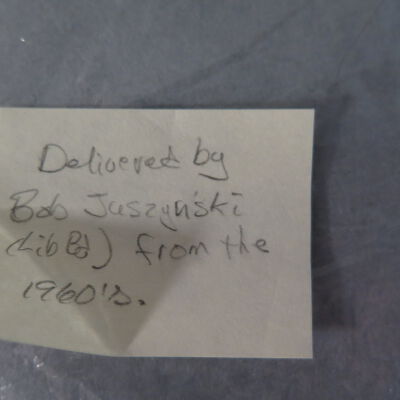 Delivered by
Bob Juszyński
(Lib Bd) from the
1960's.